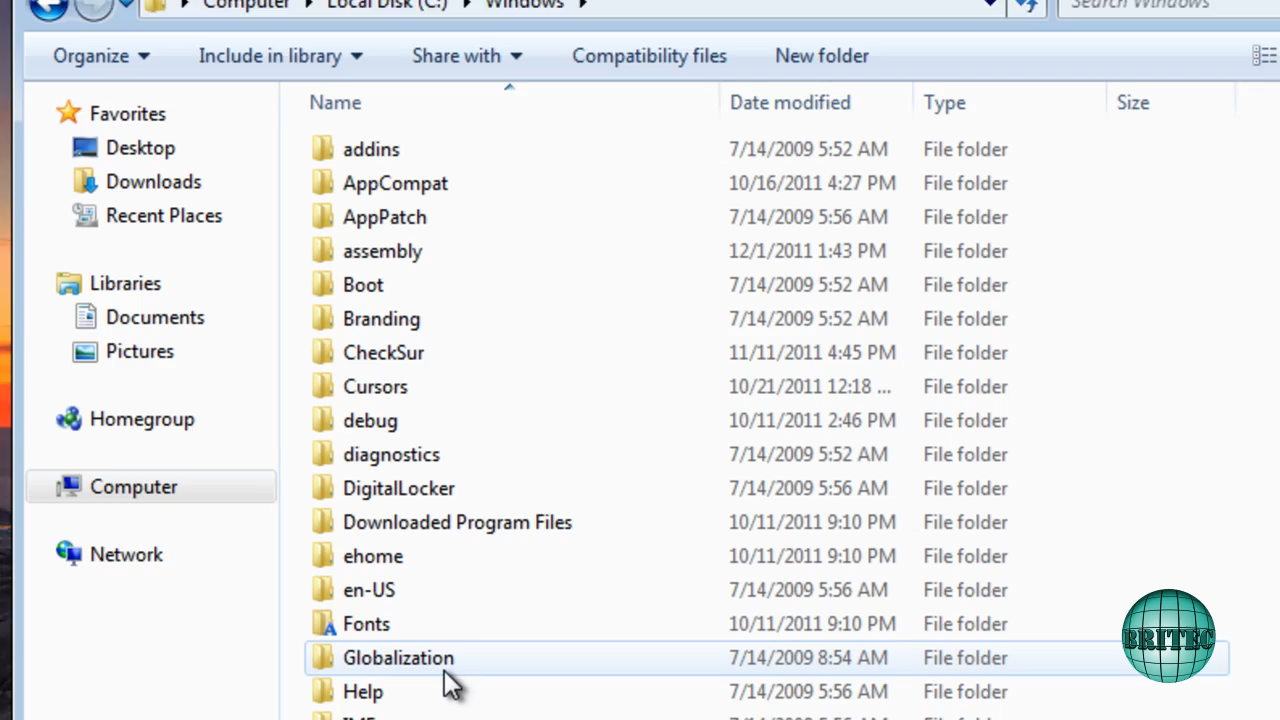 Computer Local Disk (C:) Windows Search Windows
Organize Include in library Share with Compatibility files New folder
Name Date modified Type Size
Favorites
Desktop
Downloads
Recent Places
Libraries
Documents
Pictures
Homegroup
Computer
Network
addins 7/14/2009 5:52 AM File folder
AppCompat 10/16/2011 4:27 PM File folder
AppPatch 7/14/2009 5:56 AM File folder
assembly 12/1/2011 1:43 PM File folder
Boot 7/14/2009 5:52 AM File folder
Branding 7/14/2009 5:52 AM File folder
CheckSur 11/11/2011 4:45 PM File folder
Cursors 10/21/2011 12:18 ... File folder
debug 10/11/2011 2:46 PM File folder
diagnostics 7/14/2009 5:52 AM File folder
DigitalLocker 7/14/2009 5:56 AM File folder
Downloaded Program Files 10/11/2011 9:10 PM File folder
ehome 10/11/2011 9:10 PM File folder
en-US 7/14/2009 5:56 AM File folder
Fonts 10/11/2011 9:10 PM File folder
Globalization 7/14/2009 8:54 AM File folder
Help 7/14/2009 5:56 AM File folder
BRITEC